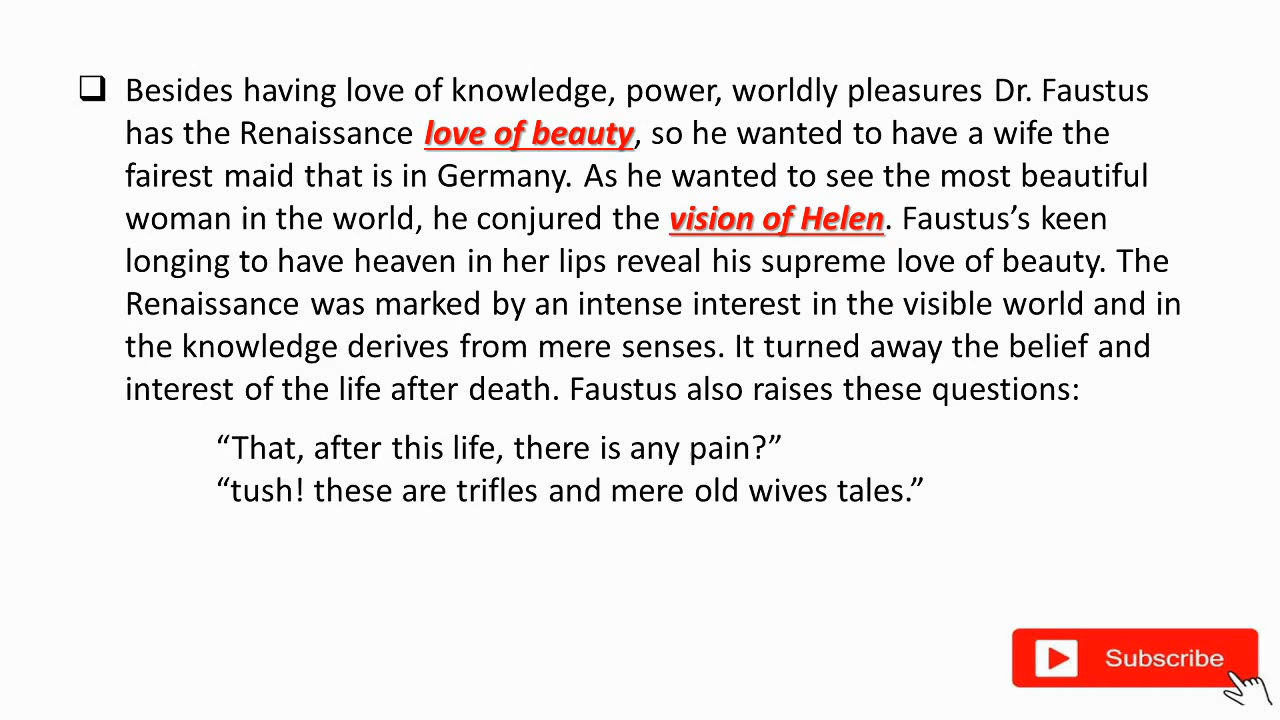 ❑ Besides having love of knowledge, power, worldly pleasures Dr. Faustus
has the Renaissance love of beauty, so he wanted to have a wife the
fairest maid that is in Germany. As he wanted to see the most beautiful
woman in the world, he conjured the vision of Helen. Faustus’s keen
longing to have heaven in her lips reveal his supreme love of beauty. The
Renaissance was marked by an intense interest in the visible world and in
the knowledge derives from mere senses. It turned away the belief and
interest of the life after death. Faustus also raises these questions:
“That, after this life, there is any pain?”
“tush! these are trifles and mere old wives tales.”
Subscribe